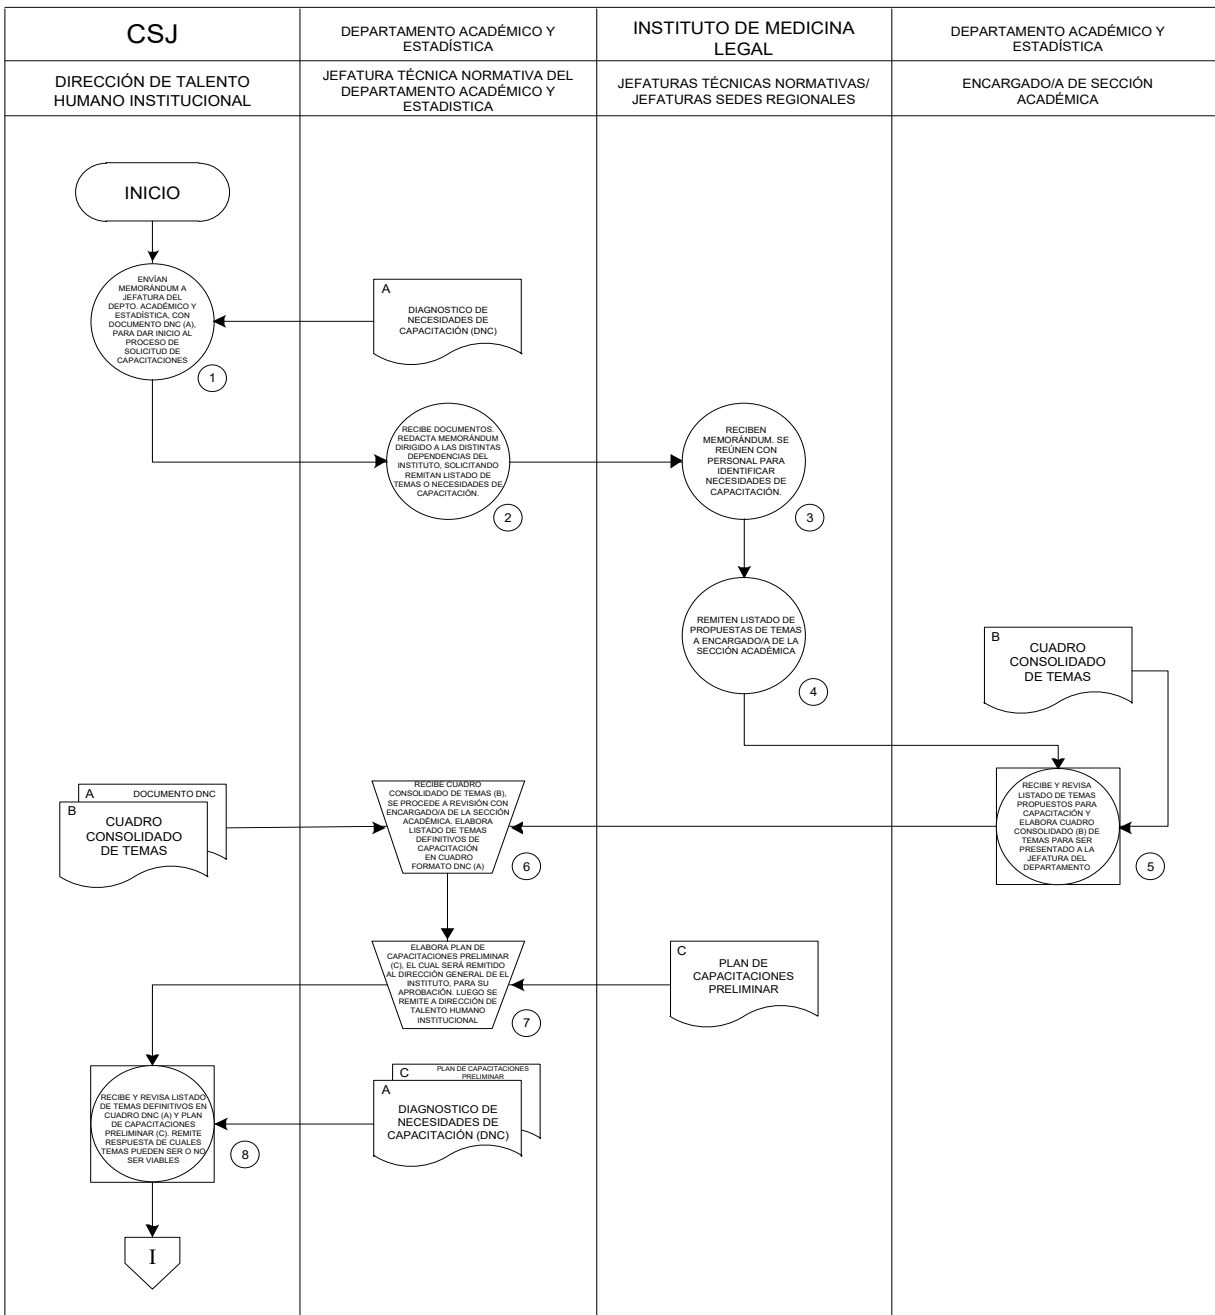 CSJ
DEPARTAMENTO ACADÉMICO Y
ESTADÍSTICA
INSTITUTO DE MEDICINA
LEGAL
DEPARTAMENTO ACADÉMICO Y
ESTADÍSTICA
DIRECCIÓN DE TALENTO
HUMANO INSTITUCIONAL
JEFATURA TÉCNICA NORMATIVA DEL
DEPARTAMENTO ACADÉMICO Y
ESTADISTICA
JEFATURAS TÉCNICAS NORMATIVAS/
JEFATURAS SEDES REGIONALES
ENCARGADO/A DE SECCIÓN
ACADÉMICA
INICIO
ENVÍAN
MEMORÁNDUM A
JEFATURA DEL
DEPTO. ACADÉMICO Y
ESTADÍSTICA, CON
DOCUMENTO DNC (A),
PARA DAR INICIO AL
PROCESO DE
SOLICITUD DE
CAPACITACIONES
1
A
DIAGNOSTICO DE
NECESIDADES DE
CAPACITACIÓN (DNC)
RECIBE DOCUMENTOS.
REDACTA MEMORÁNDUM
DIRIGIDO A LAS DISTINTAS
DEPENDENCIAS DEL
INSTITUTO, SOLICITANDO
REMITAN LISTADO DE
TEMAS O NECESIDADES DE
CAPACITACIÓN.
2
RECIBEN
MEMORÁNDUM. SE
REÚNEN CON
PERSONAL PARA
IDENTIFICAR
NECESIDADES DE
CAPACITACIÓN.
3
REMITEN LISTADO DE
PROPUESTAS DE TEMAS
A ENCARGADO/A DE LA
SECCIÓN ACADÉMICA
4
B
CUADRO
CONSOLIDADO
DE TEMAS
RECIBE Y REVISA
LISTADO DE TEMAS
PROPUESTOS PARA
CAPACITACIÓN Y
ELABORA CUADRO
CONSOLIDADO (B) DE
TEMAS PARA SER
PRESENTADO A LA
JEFATURA DEL
DEPARTAMENTO
5
A DOCUMENTO DNC
B
CUADRO
CONSOLIDADO
DE TEMAS
RECIBE CUADRO
CONSOLIDADO DE TEMAS (B),
SE PROCEDE A REVISIÓN CON
ENCARGADO/A DE LA SECCIÓN
ACADÉMICA. ELABORA
LISTADO DE TEMAS
DEFINITIVOS DE
CAPACITACIÓN
EN CUADRO
FORMATO DNC (A)
6
ELABORA PLAN DE
CAPACITACIONES PRELIMINAR
(C), EL CUAL SERÁ REMITIDO
AL DIRECCIÓN GENERAL DE EL
INSTITUTO, PARA SU
APROBACIÓN. LUEGO SE
REMITE A DIRECCIÓN DE
TALENTO HUMANO
INSTITUCIONAL
7
C
PLAN DE
CAPACITACIONES
PRELIMINAR
RECIBE Y REVISA LISTADO
DE TEMAS DEFINITIVOS EN
CUADRO DNC (A) Y PLAN
DE CAPACITACIONES
PRELIMINAR (C). REMITE
RESPUESTA DE CUALES
TEMAS PUEDEN SER O NO
SER VIABLES
8
C PLAN DE CAPACITACIONES
PRELIMINAR
A
DIAGNOSTICO DE
NECESIDADES DE
CAPACITACIÓN (DNC)
I